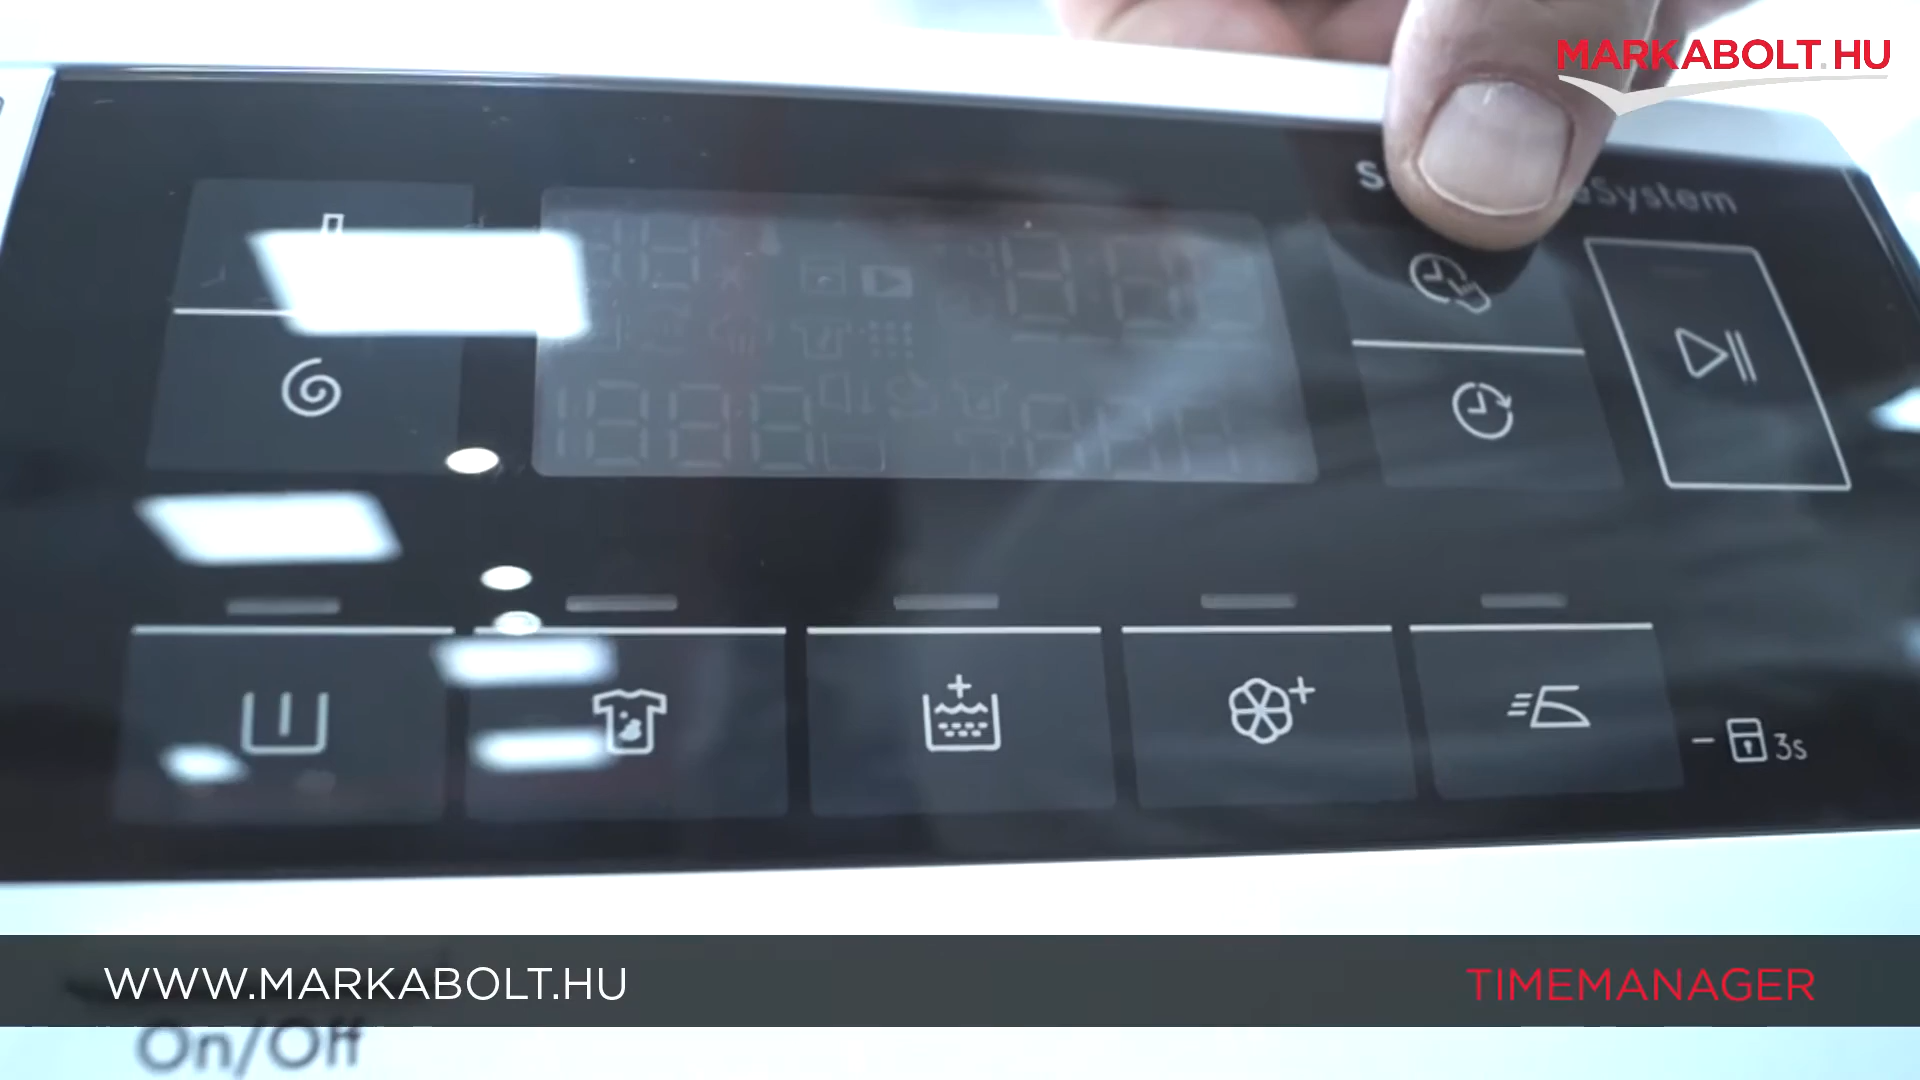 MARKABOLT.HU
System
3s
WWW.MARKABOLT.HU
TIMEMANAGER
On/Off